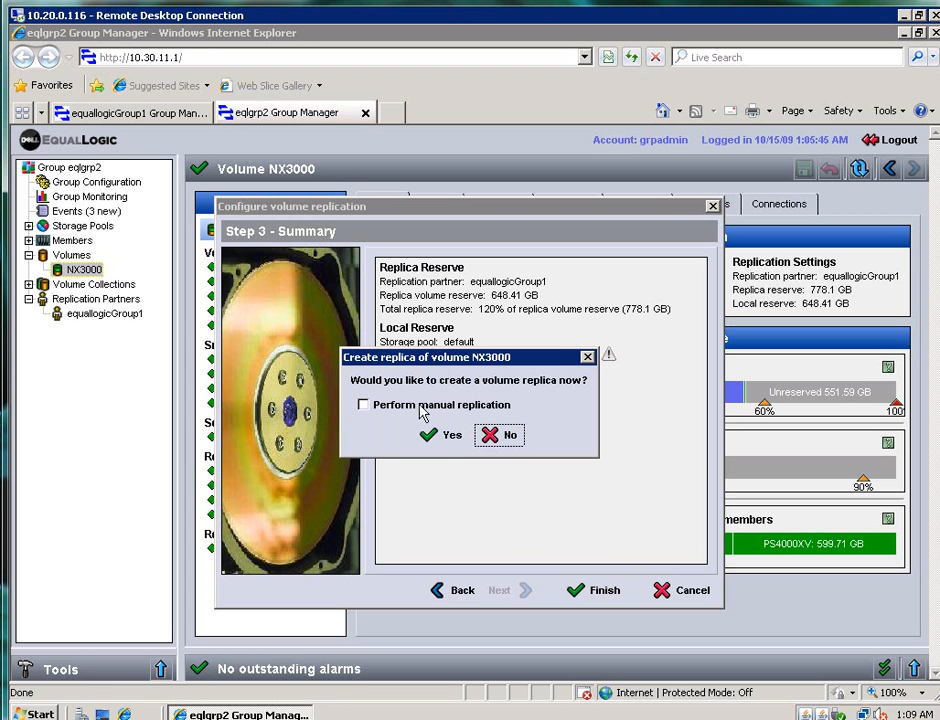 10.20.0.116 - Remote Desktop Connection
eqlgrp2 Group Manager - Windows Internet Explorer
http://10.30.11.1/
Live Search
Favorites
Suggested Sites
Web Slice Gallery
equallogicGroup1 Group Man...
eqlgrp2 Group Manager
Page
Safety
Tools
DELL EQUALLOGIC
Account: grpadmin
Logged in 10/15/09 1:05:45 AM
Logout
Group eqlgrp2
Group Configuration
Group Monitoring
Events (3 new)
Storage Pools
Members
Volumes
NX3000
Volume Collections
Replication Partners
equallogicGroup1
Volume NX3000
Connections
Configure volume replication
Step 3 - Summary
Replica Reserve
Replication partner: equallogicGroup1
Replica volume reserve: 648.41 GB
Total replica reserve: 120% of replica volume reserve (778.1 GB)
Local Reserve
Storage pool: default
Create replica of volume NX3000
Would you like to create a volume replica now?
Perform manual replication
Yes
No
Back
Next
Finish
Cancel
Replication Settings
Replication partner: equallogicGroup1
Replica reserve: 778.1 GB
Local reserve: 648.41 GB
Unreserved 551.59 GB
60%
100
90%
members
PS4000XV: 599.71 GB
Tools
No outstanding alarms
Done
Internet | Protected Mode: Off
100%
Start
eqlgrp2 Group Manag...
1:09 AM